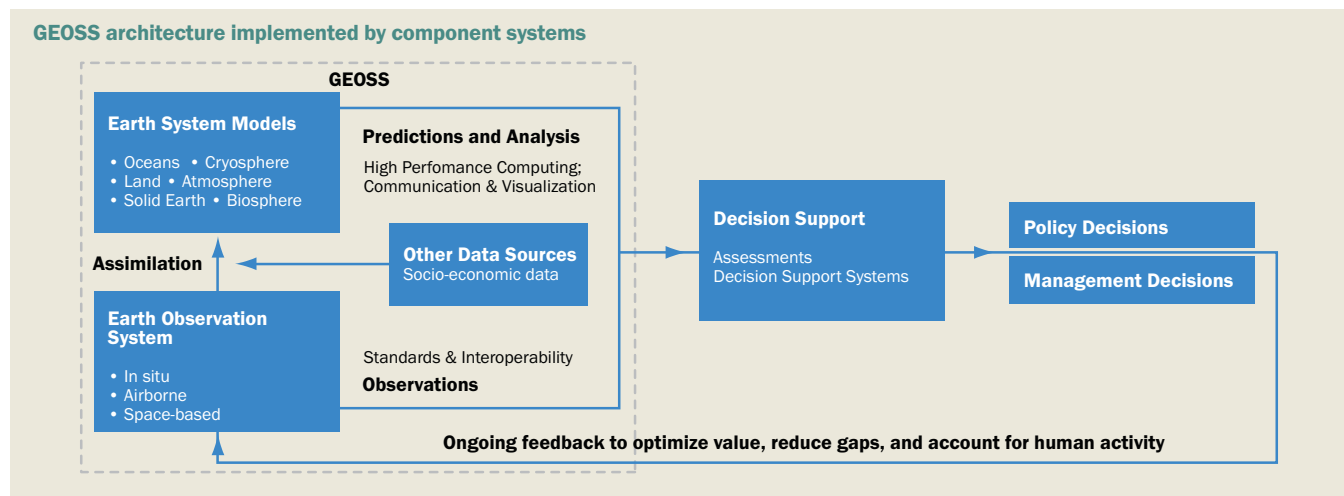 GEOSS architecture implemented by component systems
GEOSS
Earth System Models
• Oceans • Cryosphere
• Land • Atmosphere
• Solid Earth • Biosphere
Predictions and Analysis
High Perfomance Computing;
Communication & Visualization
Assimilation
Other Data Sources
Socio-economic data
Earth Observation
System
• In situ
• Airborne
• Space-based
Standards & Interoperability
Observations
Decision Support
Assessments
Decision Support Systems
Policy Decisions
Management Decisions
Ongoing feedback to optimize value, reduce gaps, and account for human activity